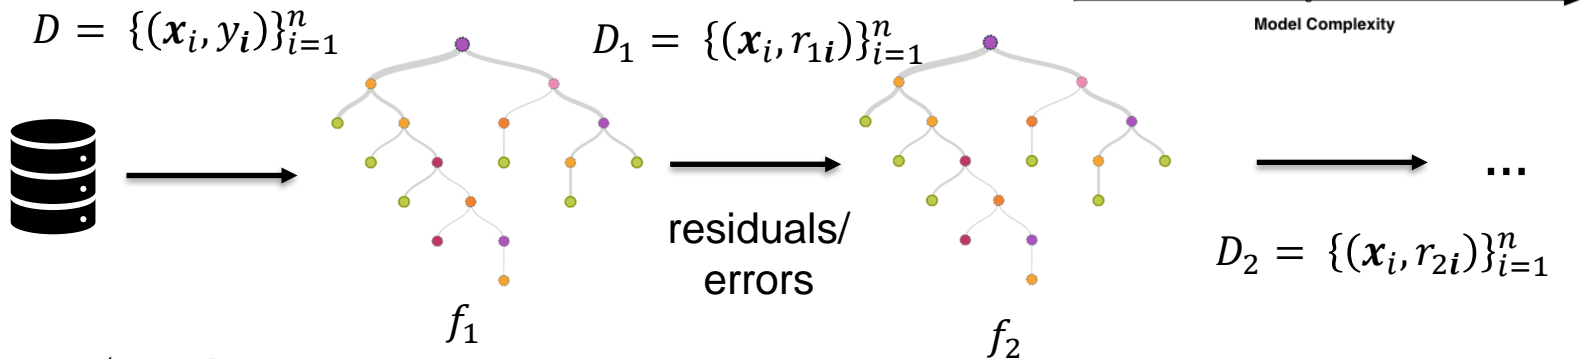 Model Complexity
D = {(𝒙ᵢ, yᵢ)}ⁿᵢ₌₁
D₁ = {(𝒙ᵢ, r₁ᵢ)}ⁿᵢ₌₁
...
residuals/
errors
D₂ = {(𝒙ᵢ, r₂ᵢ)}ⁿᵢ₌₁
f₁
f₂